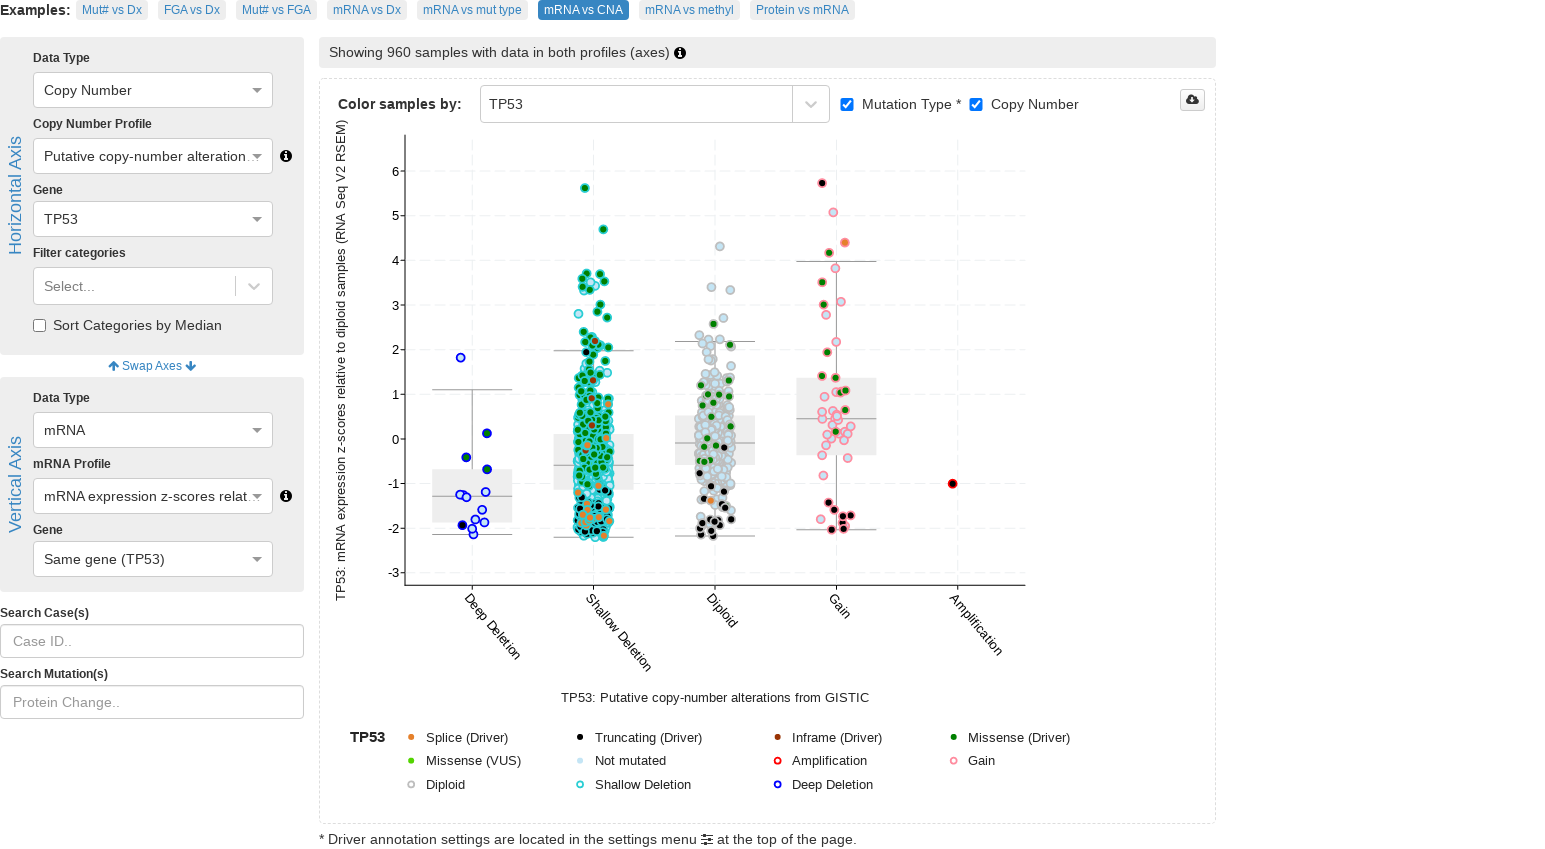 Examples: Mut# vs Dx FGA vs Dx Mut# vs FGA mRNA vs Dx mRNA vs mut type mRNA vs CNA mRNA vs methyl Protein vs mRNA
Horizontal Axis
Data Type
Copy Number
Copy Number Profile
Putative copy-number alteration...
Gene
TP53
Filter categories
Select...
Sort Categories by Median
Swap Axes
Vertical Axis
Data Type
mRNA
mRNA Profile
mRNA expression z-scores relat...
Gene
Same gene (TP53)
Search Case(s)
Case ID..
Search Mutation(s)
Protein Change..
Showing 960 samples with data in both profiles (axes)
Color samples by: TP53 Mutation Type * Copy Number
TP53: mRNA expression z-scores relative to diploid samples (RNA Seq V2 RSEM)
6
5
4
3
2
1
0
-1
-2
-3
Deep Deletion
Shallow Deletion
Diploid
Gain
Amplification
TP53: Putative copy-number alterations from GISTIC
TP53 Splice (Driver) Truncating (Driver) Inframe (Driver) Missense (Driver)
Missense (VUS) Not mutated Amplification Gain
Diploid Shallow Deletion Deep Deletion
* Driver annotation settings are located in the settings menu at the top of the page.